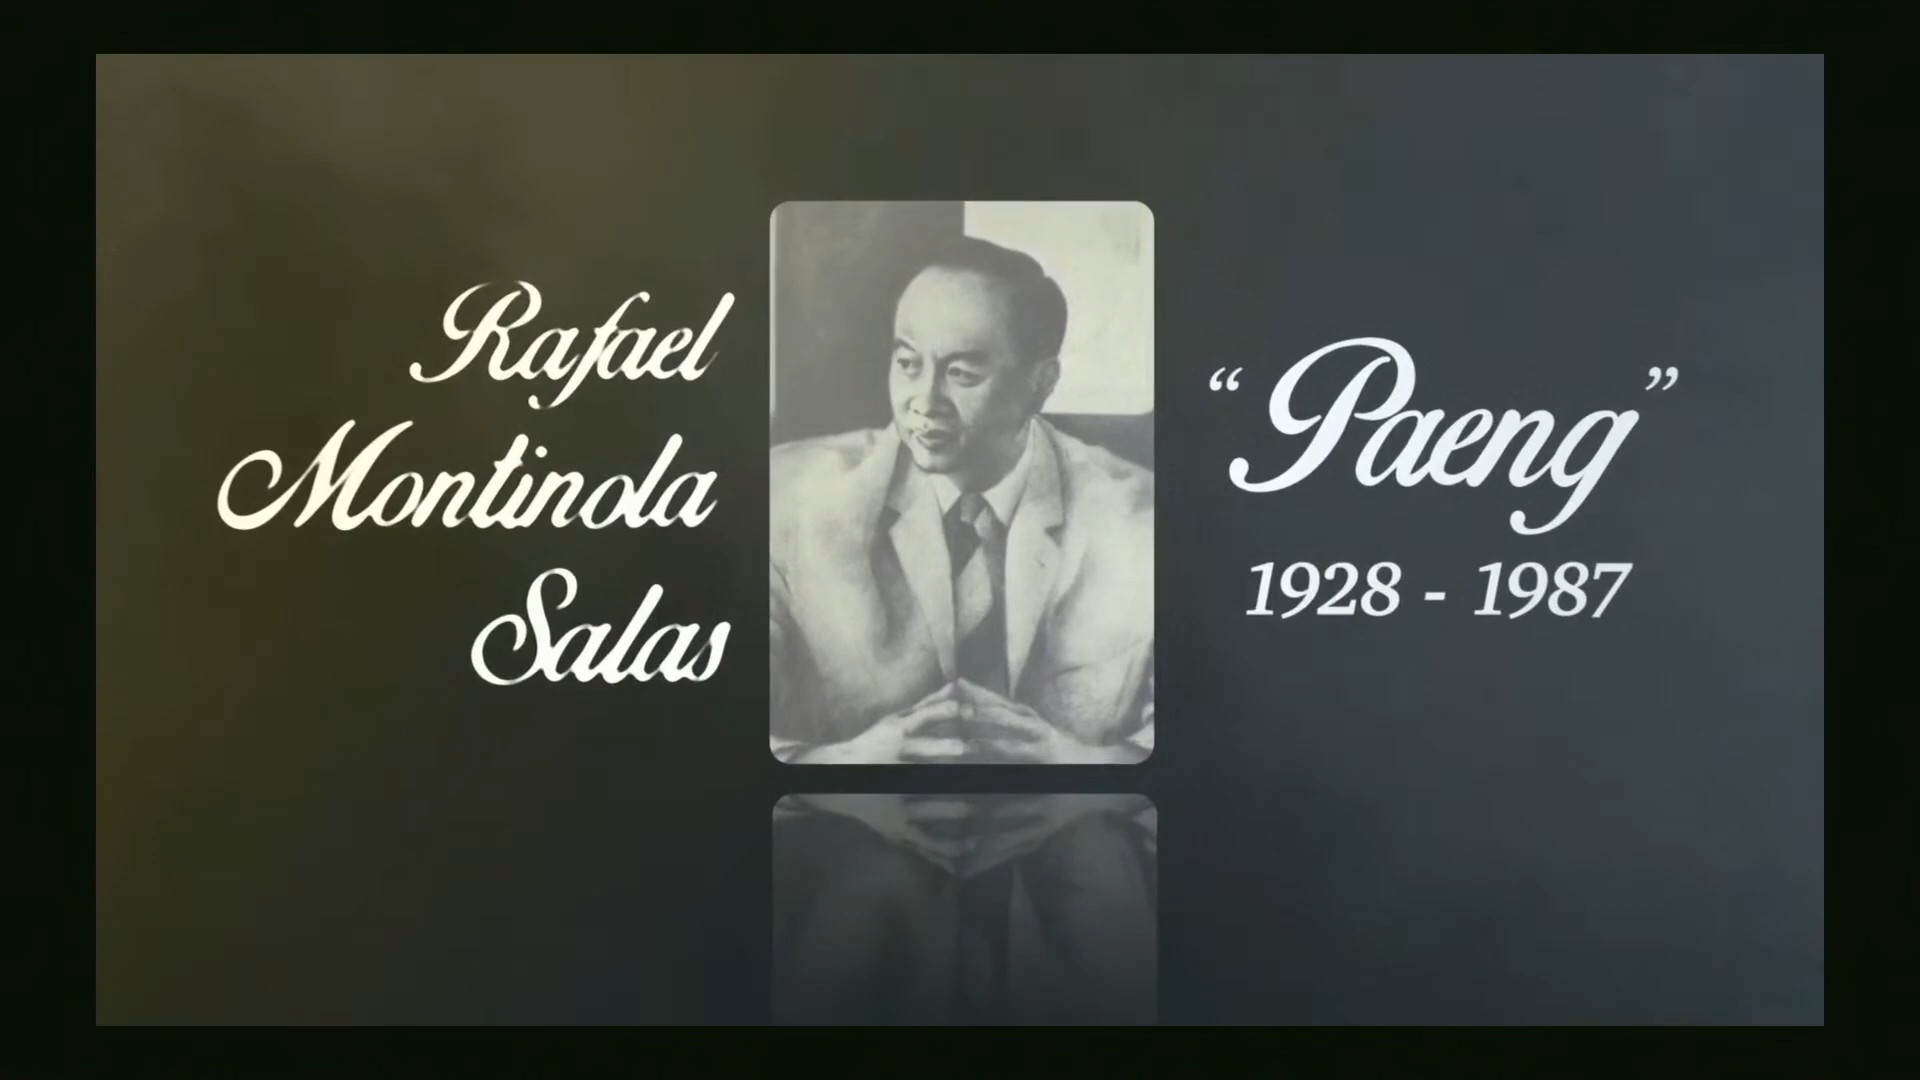 Rafael
Montinola
Salas
“Paeng”
1928 - 1987